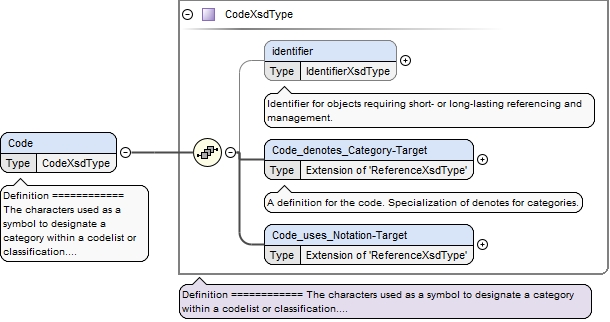 CodeXsdType
identifier
Type IdentifierXsdType
Identifier for objects requiring short- or long-lasting referencing and
management.
Code
Type CodeXsdType
Definition ============
The characters used as a
symbol to designate a
category within a codelist or
classification....
Code_denotes_Category-Target
Type Extension of 'ReferenceXsdType'
A definition for the code. Specialization of denotes for categories.
Code_uses_Notation-Target
Type Extension of 'ReferenceXsdType'
Definition ============ The characters used as a symbol to designate a category
within a codelist or classification....